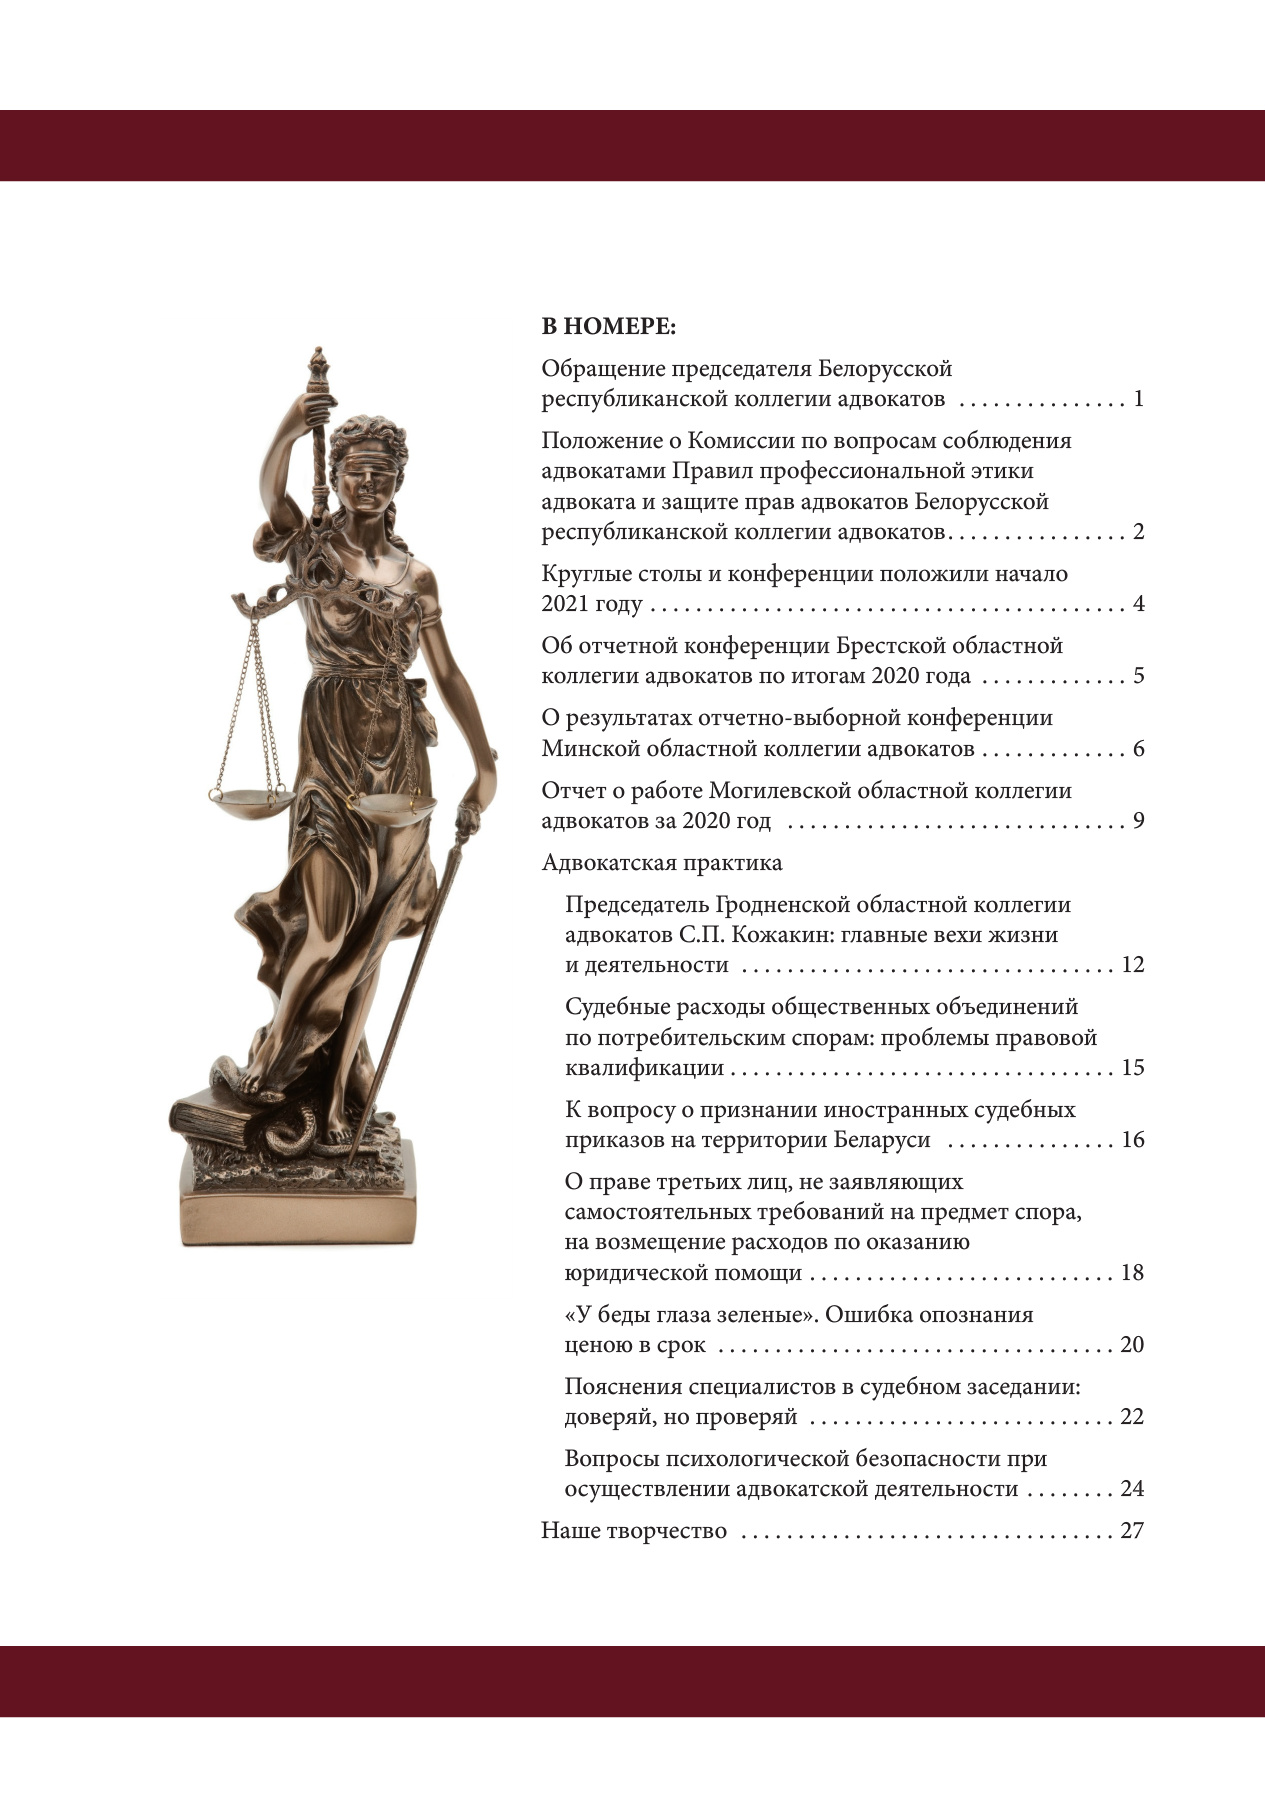 В НОМЕРЕ:
Обращение председателя Белорусской
республиканской коллегии адвокатов . . . . . . . . . . . . . . . 1
Положение о Комиссии по вопросам соблюдения
адвокатами Правил профессиональной этики
адвоката и защите прав адвокатов Белорусской
республиканской коллегии адвокатов. . . . . . . . . . . . . . . . 2
Круглые столы и конференции положили начало
2021 году . . . . . . . . . . . . . . . . . . . . . . . . . . . . . . . . . . . . . . . . . . 4
Об отчетной конференции Брестской областной
коллегии адвокатов по итогам 2020 года . . . . . . . . . . . . . 5
О результатах отчетно-выборной конференции
Минской областной коллегии адвокатов . . . . . . . . . . . . . 6
Отчет о работе Могилевской областной коллегии
адвокатов за 2020 год . . . . . . . . . . . . . . . . . . . . . . . . . . . . . . 9
Адвокатская практика
Председатель Гродненской областной коллегии
адвокатов С.П. Кожакин: главные вехи жизни
и деятельности . . . . . . . . . . . . . . . . . . . . . . . . . . . . . . . . . 12
Судебные расходы общественных объединений
по потребительским спорам: проблемы правовой
квалификации . . . . . . . . . . . . . . . . . . . . . . . . . . . . . . . . . . 15
К вопросу о признании иностранных судебных
приказов на территории Беларуси . . . . . . . . . . . . . . . 16
О праве третьих лиц, не заявляющих
самостоятельных требований на предмет спора,
на возмещение расходов по оказанию
юридической помощи . . . . . . . . . . . . . . . . . . . . . . . . . . . 18
«У беды глаза зеленые». Ошибка опознания
ценою в срок . . . . . . . . . . . . . . . . . . . . . . . . . . . . . . . . . . . 20
Пояснения специалистов в судебном заседании:
доверяй, но проверяй . . . . . . . . . . . . . . . . . . . . . . . . . . . 22
Вопросы психологической безопасности при
осуществлении адвокатской деятельности . . . . . . . . 24
Наше творчество . . . . . . . . . . . . . . . . . . . . . . . . . . . . . . . . . 27